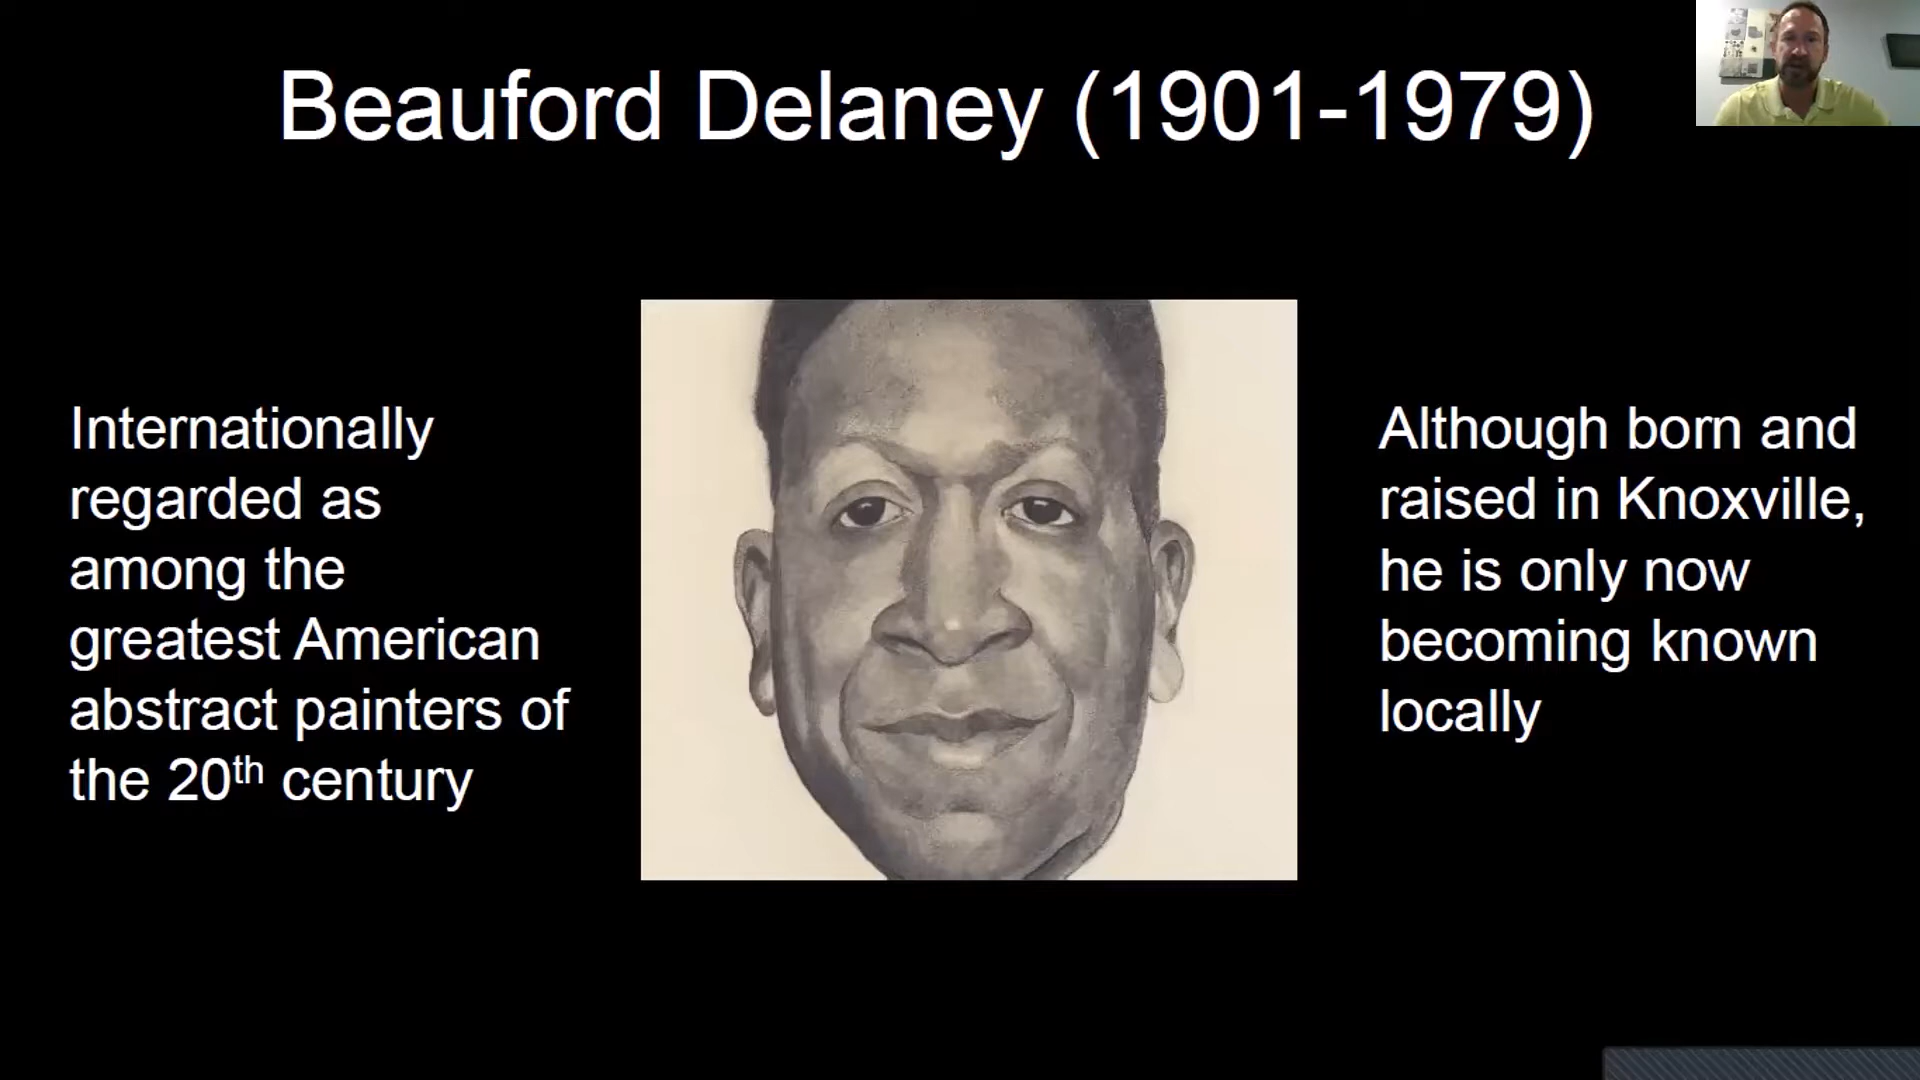 Beauford Delaney (1901-1979)
Internationally
regarded as
among the
greatest American
abstract painters of
the 20th century
Although born and
raised in Knoxville,
he is only now
becoming known
locally